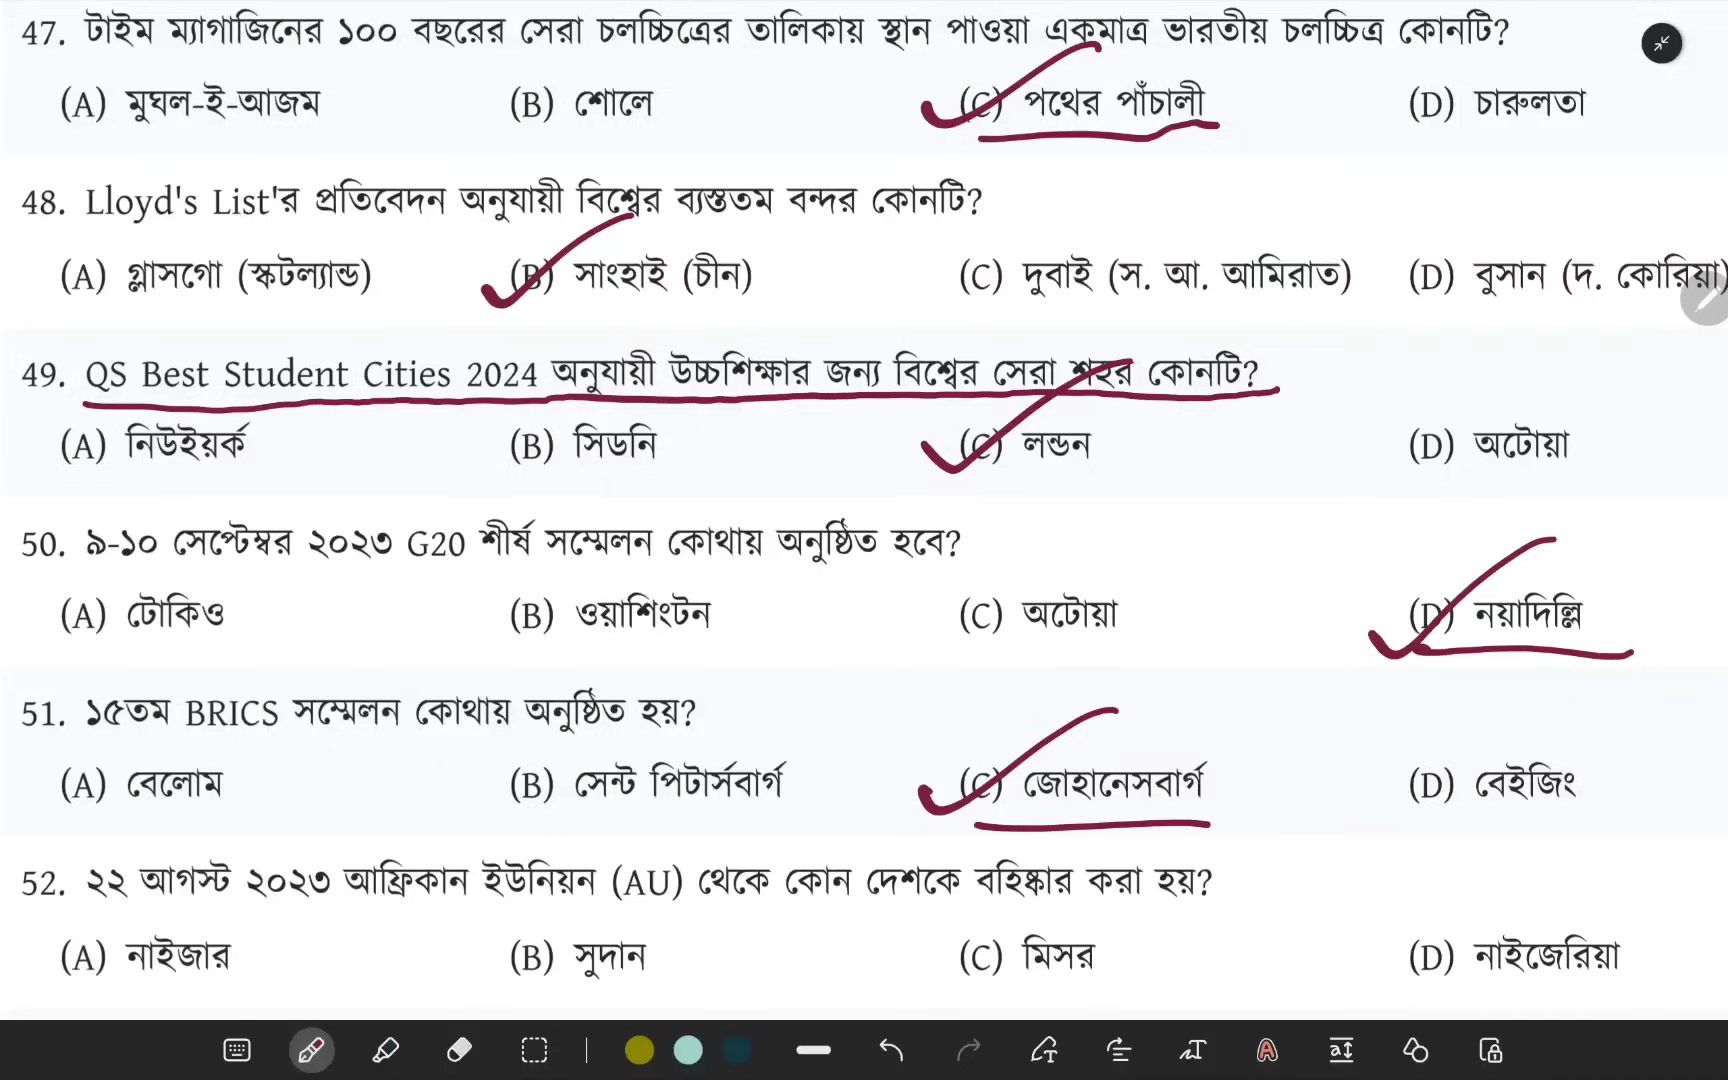 47. টাইম ম্যাগাজিনের ১০০ বছরের সেরা চলচ্চিত্রের তালিকায় স্থান পাওয়া একমাত্র ভারতীয় চলচ্চিত্র কোনটি?
(A) মুঘল-ই-আজম (B) শোলে (C) পথের পাঁচালী (D) চারুলতা
48. Lloyd's List'র প্রতিবেদন অনুযায়ী বিশ্বের ব্যস্ততম বন্দর কোনটি?
(A) গ্লাসগো (স্কটল্যান্ড) (B) সাংহাই (চীন) (C) দুবাই (স. আ. আমিরাত) (D) বুসান (দ. কোরিয়া)
49. QS Best Student Cities 2024 অনুযায়ী উচ্চশিক্ষার জন্য বিশ্বের সেরা শহর কোনটি?
(A) নিউইয়র্ক (B) সিডনি (C) লন্ডন (D) অটোয়া
50. ৯-১০ সেপ্টেম্বর ২০২৩ G20 শীর্ষ সম্মেলন কোথায় অনুষ্ঠিত হবে?
(A) টোকিও (B) ওয়াশিংটন (C) অটোয়া (D) নয়াদিল্লি
51. ১৫তম BRICS সম্মেলন কোথায় অনুষ্ঠিত হয়?
(A) বেলোম (B) সেন্ট পিটার্সবার্গ (C) জোহানেসবার্গ (D) বেইজিং
52. ২২ আগস্ট ২০২৩ আফ্রিকান ইউনিয়ন (AU) থেকে কোন দেশকে বহিষ্কার করা হয়?
(A) নাইজার (B) সুদান (C) মিসর (D) নাইজেরিয়া